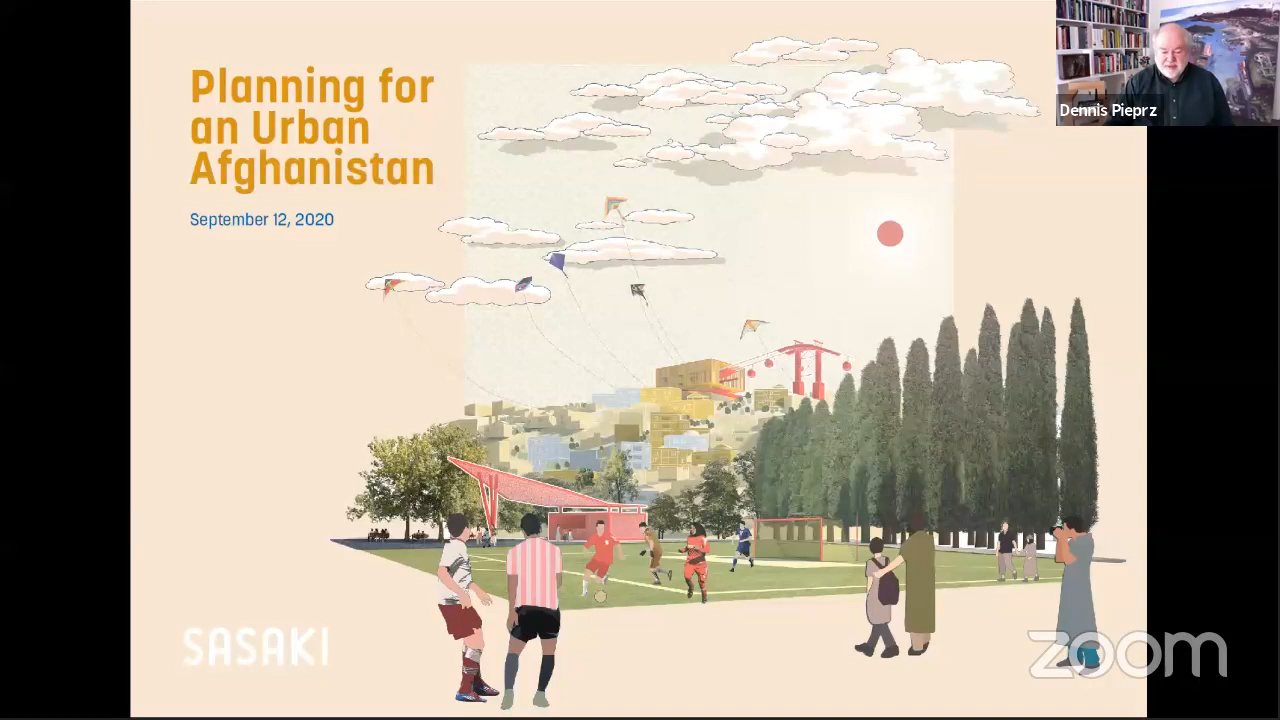 Planning for
an Urban
Afghanistan
September 12, 2020
Dennis Pieprz
SASAKI
zoom